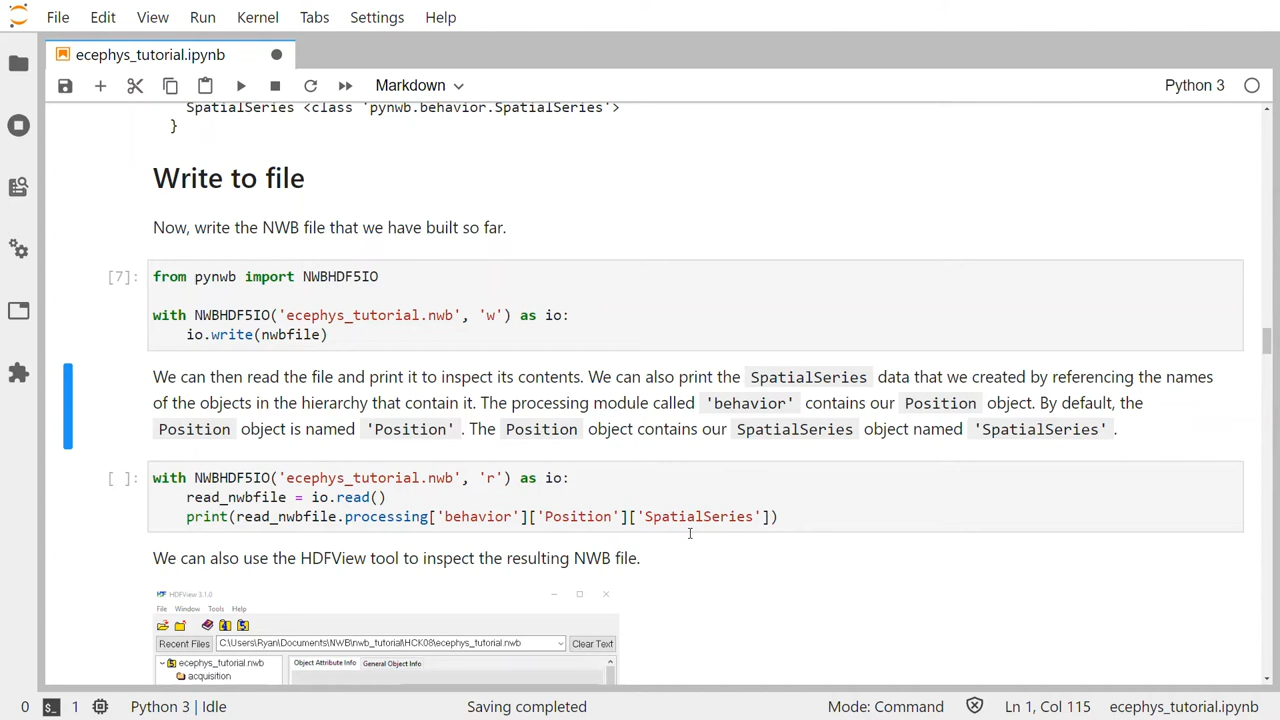 File Edit View Run Kernel Tabs Settings Help
ecephys_tutorial.ipynb
Markdown Python 3
SpatialSeries <class 'pynwb.behavior.SpatialSeries'>
}
Write to file
Now, write the NWB file that we have built so far.
[7]: from pynwb import NWBHDF5IO
with NWBHDF5IO('ecephys_tutorial.nwb', 'w') as io:
io.write(nwbfile)
We can then read the file and print it to inspect its contents. We can also print the SpatialSeries data that we created by referencing the names
of the objects in the hierarchy that contain it. The processing module called 'behavior' contains our Position object. By default, the
Position object is named 'Position'. The Position object contains our SpatialSeries object named 'SpatialSeries'.
[ ]: with NWBHDF5IO('ecephys_tutorial.nwb', 'r') as io:
read_nwbfile = io.read()
print(read_nwbfile.processing['behavior']['Position']['SpatialSeries'])
We can also use the HDFView tool to inspect the resulting NWB file.
HDFView 3.1.0
File Window Tools Help
Recent Files C:\Users\Ryan\Documents\NWB\nwb_tutorial\HCK08\ecephys_tutorial.nwb Clear Text
ecephys_tutorial.nwb Object Attribute Info General Object Info
acquisition
0 1 Python 3 | Idle Saving completed Mode: Command Ln 1, Col 115 ecephys_tutorial.ipynb